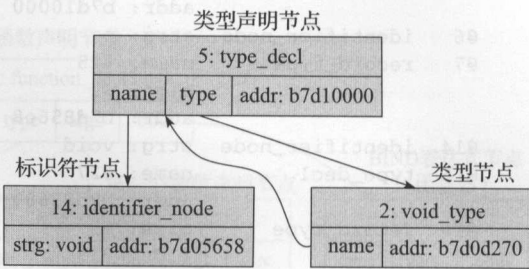 类型声明节点
5: type_decl
name type addr: b7d10000
标识符节点
类型节点
14: identifier_node
2: void_type
strg: void addr: b7d05658
name addr: b7d0d270